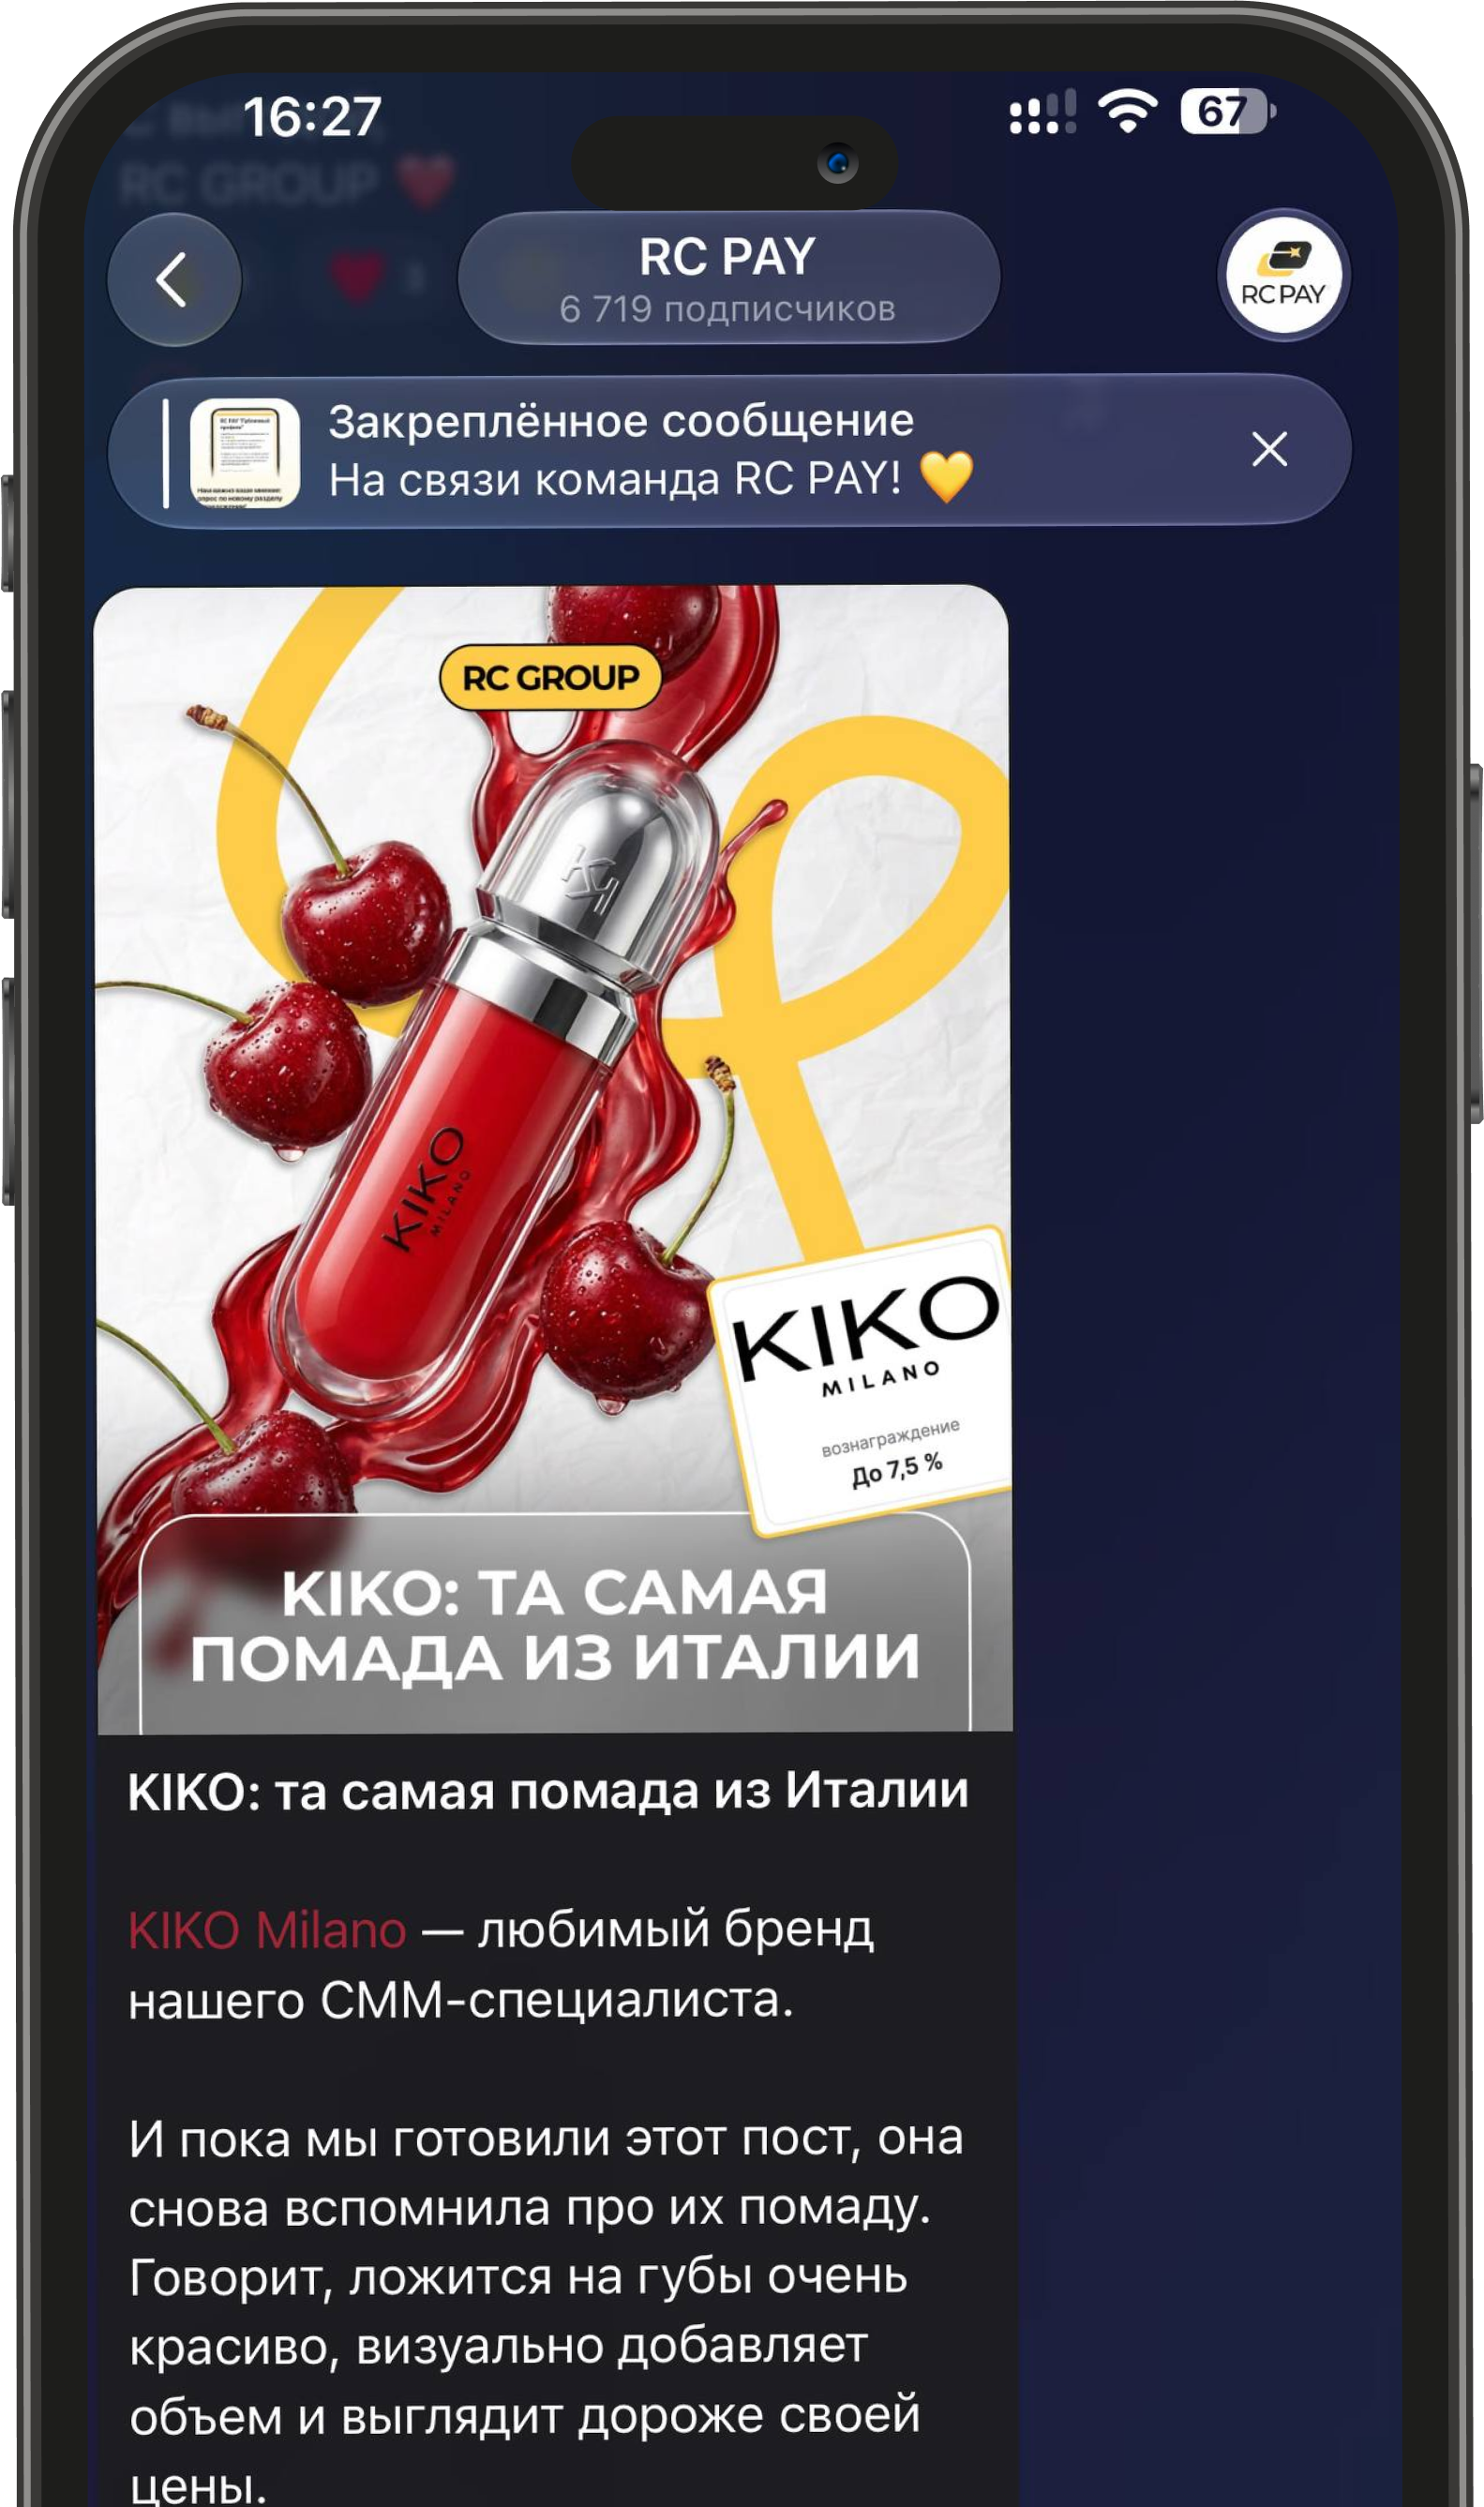 16:27
67
RC GROUP ❤️
RC PAY
6 719 подписчиков
RC PAY
Закреплённое сообщение
На связи команда RC PAY! 💛
RC GROUP
KIKO
MILANO
KIKO
MILANO
вознаграждение
До 7,5 %
KIKO: ТА САМАЯ
ПОМАДА ИЗ ИТАЛИИ
KIKO: та самая помада из Италии
KIKO Milano — любимый бренд
нашего СММ-специалиста.
И пока мы готовили этот пост, она
снова вспомнила про их помаду.
Говорит, ложится на губы очень
красиво, визуально добавляет
объем и выглядит дороже своей
цены.